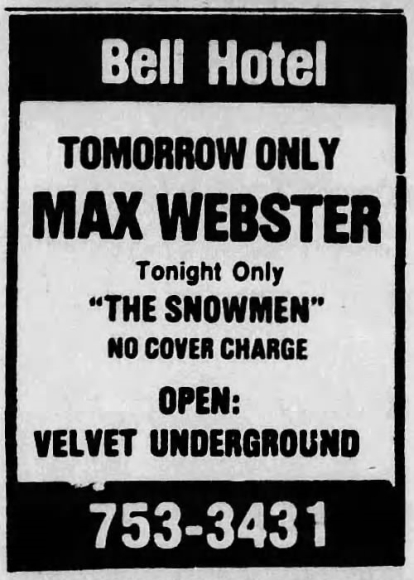 Bell Hotel
TOMORROW ONLY
MAX WEBSTER
Tonight Only
“THE SNOWMEN”
NO COVER CHARGE
OPEN:
VELVET UNDERGROUND
753-3431